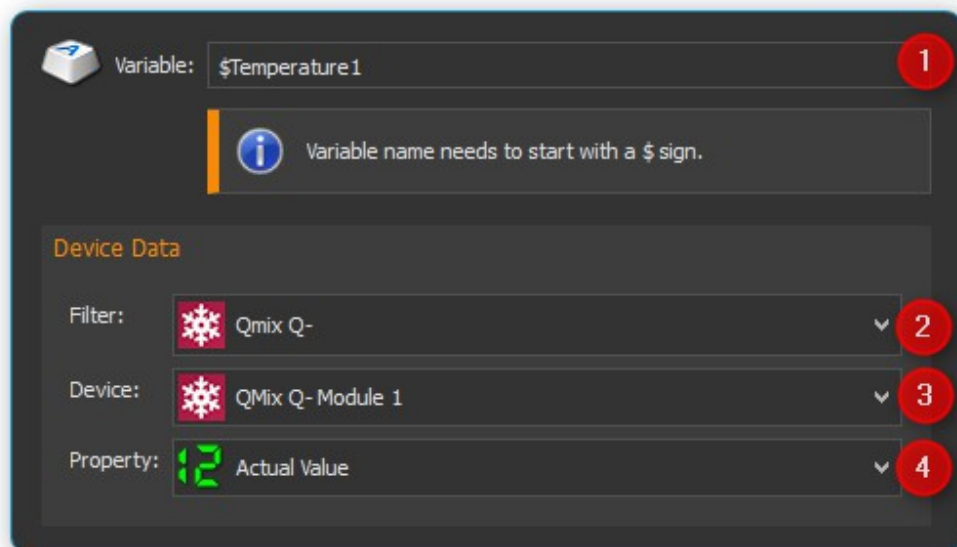 A Variable: $Temperature1 1
i Variable name needs to start with a $ sign.
Device Data
Filter: Qmix Q- 2
Device: QMix Q- Module 1 3
Property: 12 Actual Value 4